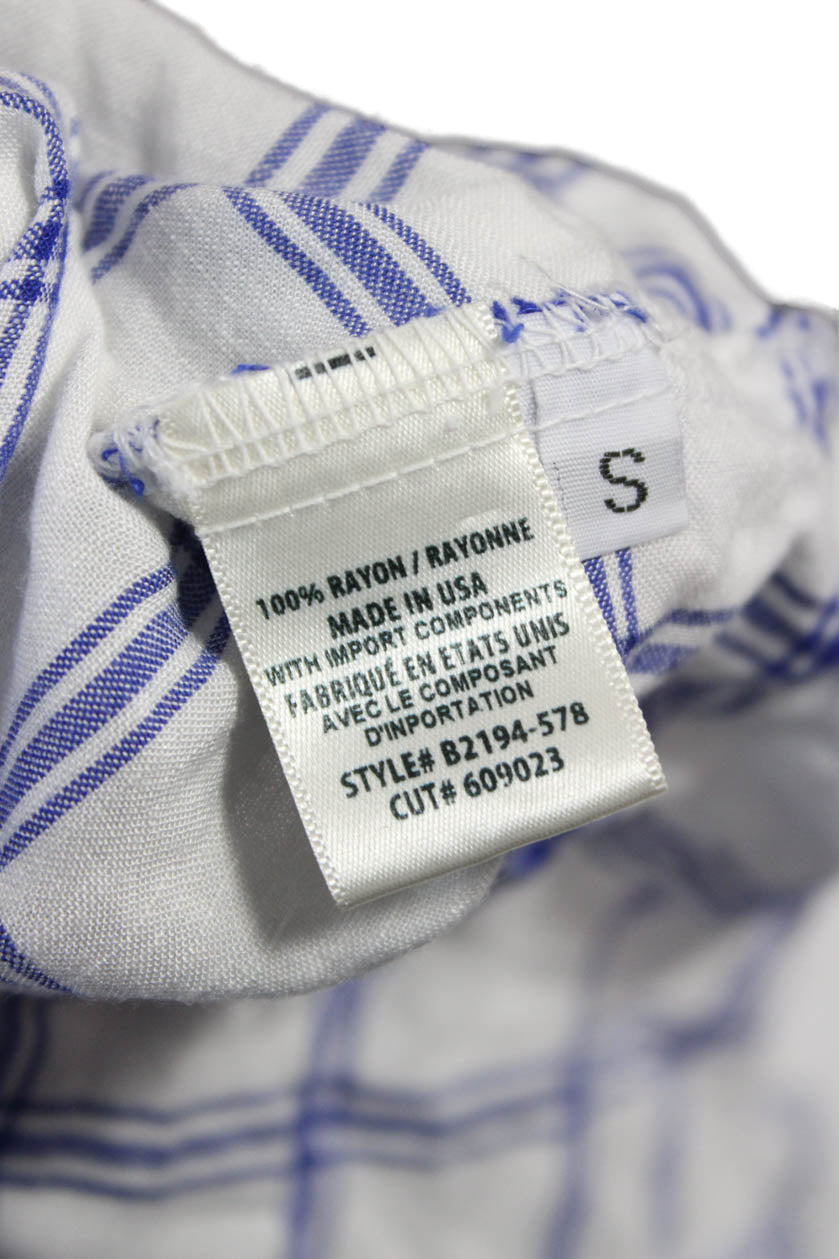 100% RAYON / RAYONNE
MADE IN USA
WITH IMPORT COMPONENTS
FABRIQUÉ EN ETATS UNIS
AVEC LE COMPOSANT
D'INPORTATION
STYLE# B2194-578
CUT# 609023
S